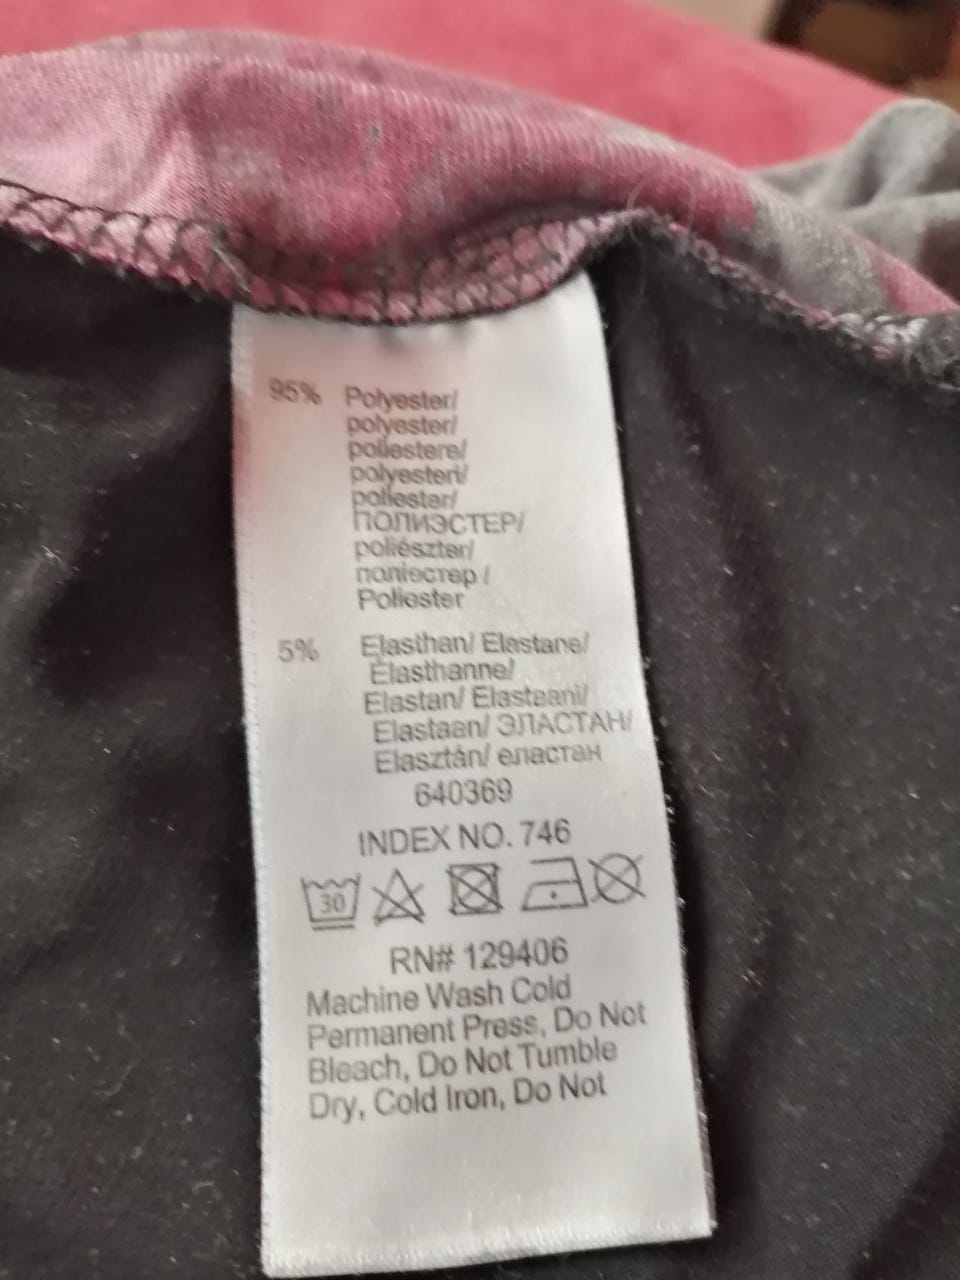 95% Polyester/
polyester/
poliestere/
polyesteri/
poliester/
ПОЛИЭСТЕР/
poliészter/
поліестер /
Poliester
5% Elasthan/ Elastane/
Élasthanne/
Elastan/ Elastaani/
Elastaan/ ЭЛАСТАН/
Elasztán/ еластан
640369
INDEX NO. 746
30
RN# 129406
Machine Wash Cold
Permanent Press, Do Not
Bleach, Do Not Tumble
Dry, Cold Iron, Do Not